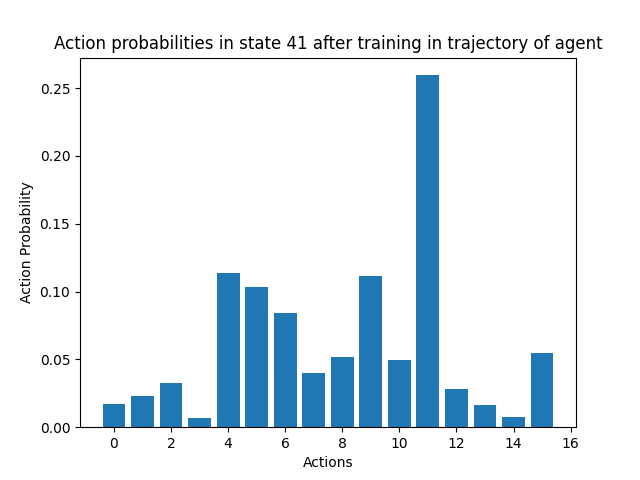 Action probabilities in state 41 after training in trajectory of agent
0.25
0.20
0.15
0.10
0.05
0.00
Action Probability
0 2 4 6 8 10 12 14 16
Actions